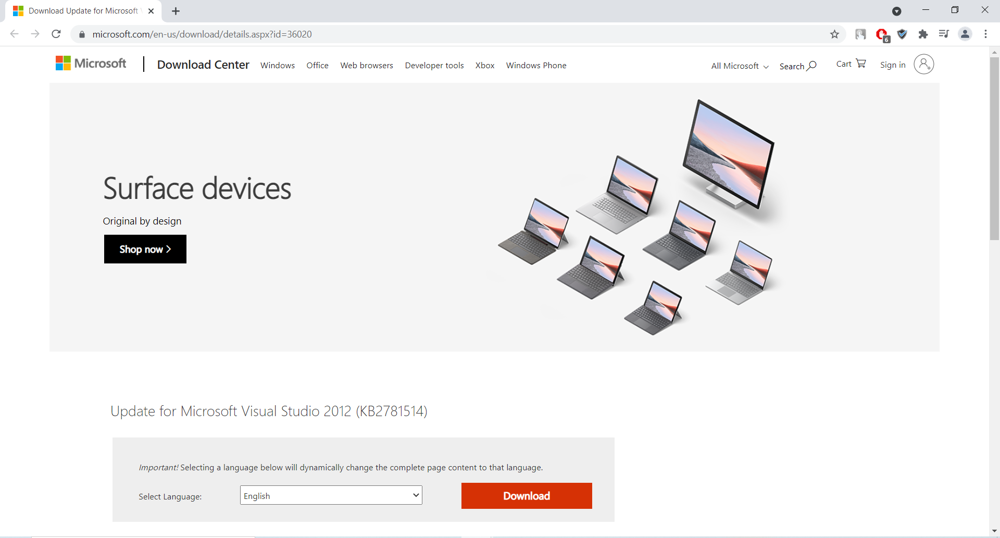 Download Update for Microsoft
microsoft.com/en-us/download/details.aspx?id=36020
6
Microsoft
Download Center
Windows
Office
Web browsers
Developer tools
Xbox
Windows Phone
All Microsoft
Search
Cart
Sign in
Surface devices
Original by design
Shop now >
Update for Microsoft Visual Studio 2012 (KB2781514)
Important! Selecting a language below will dynamically change the complete page content to that language.
Select Language:
English
Download